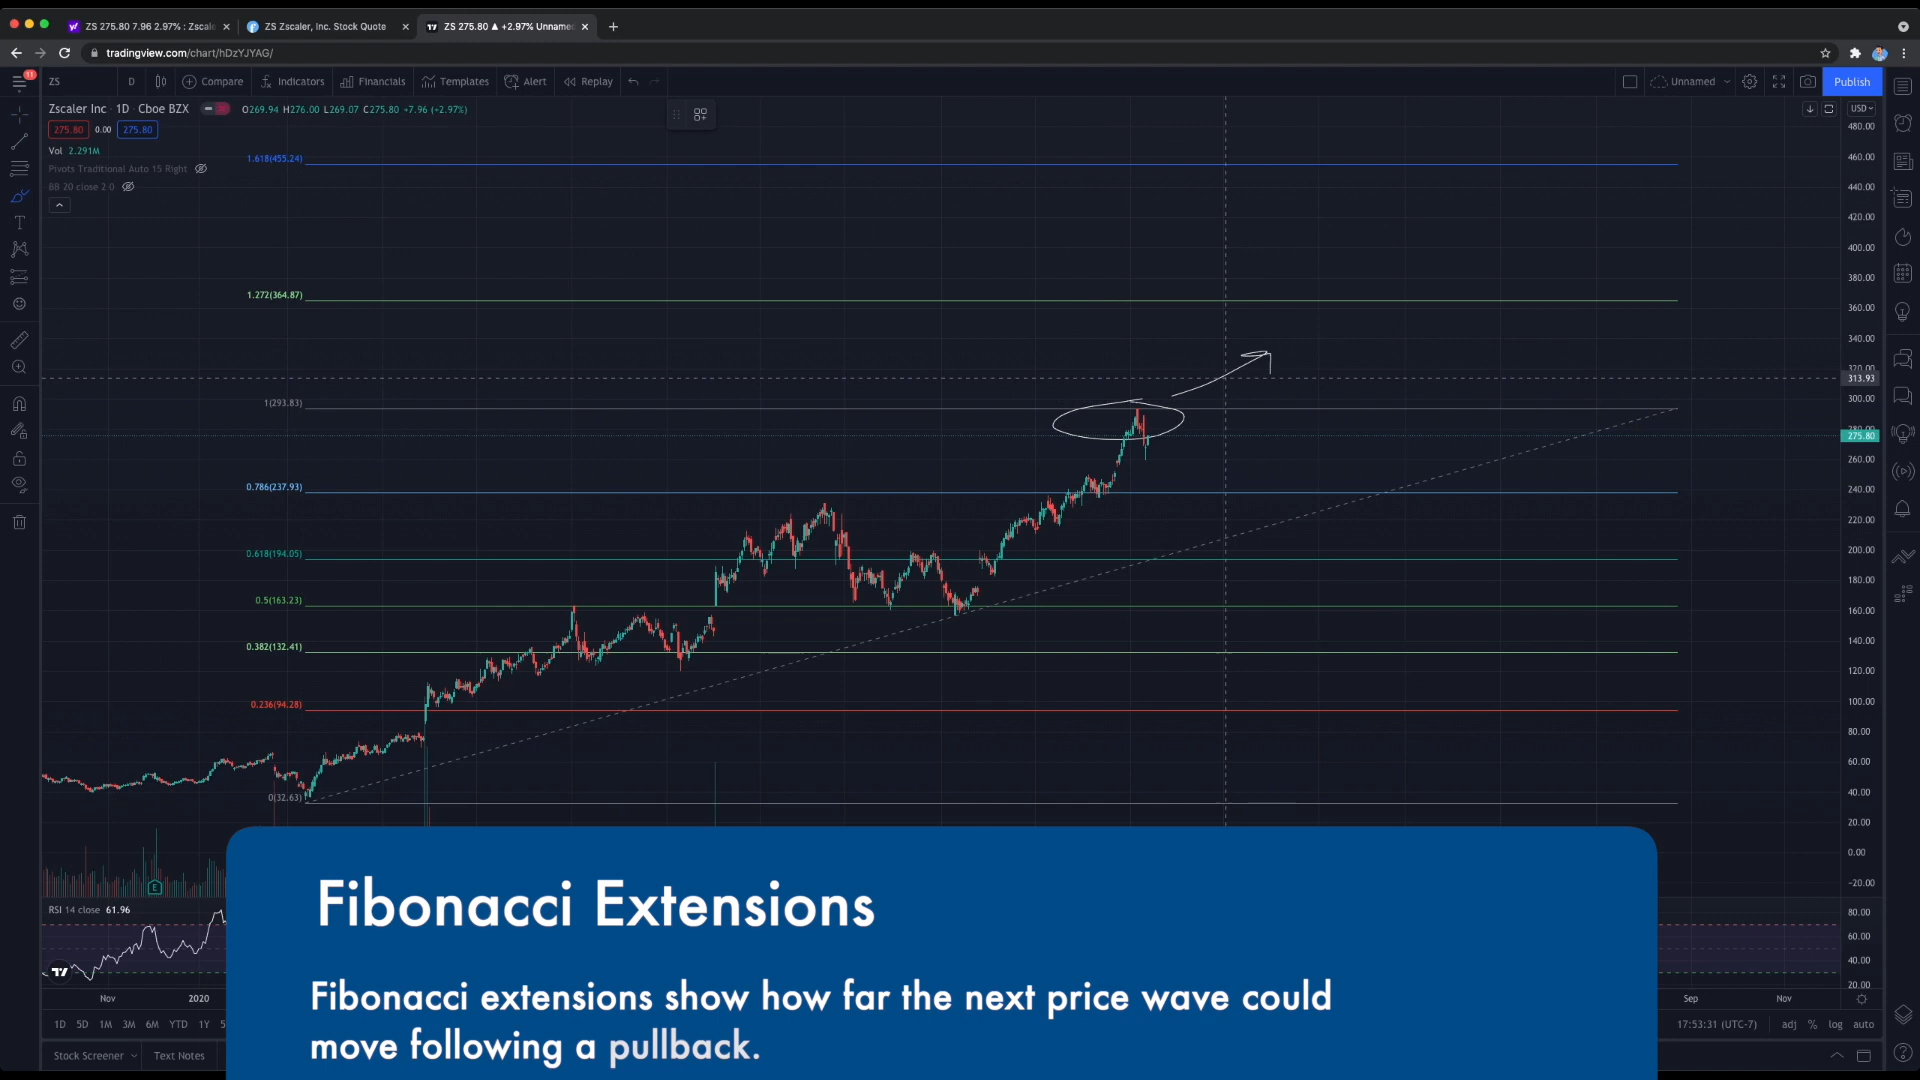 ZS 275.80 7.96 2.97% : Zscale
ZS Zscaler, Inc. Stock Quote
ZS 275.80 ▲ +2.97% Unname
tradingview.com/chart/hDzYJYAG/
11
ZS
D
Compare
Indicators
Financials
Templates
Alert
Replay
Unnamed
Publish
Zscaler Inc · 1D · Cboe BZX
O269.94 H276.00 L269.07 C275.80 +7.96 (+2.97%)
USD
275.80 0.00 275.80
Vol 2.291M
Pivots Traditional Auto 15 Right
BB 20 close 2 0
1.618(455.24)
1.272(364.87)
1(293.83)
0.786(237.93)
0.618(194.05)
0.5(163.23)
0.382(132.41)
0.236(94.28)
0(32.63)
480.00
460.00
440.00
420.00
400.00
380.00
360.00
340.00
320.00
313.93
300.00
280.00
275.80
260.00
240.00
220.00
200.00
180.00
160.00
140.00
120.00
100.00
80.00
60.00
40.00
20.00
0.00
-20.00
E
RSI 14 close 61.96
80.00
60.00
40.00
20.00
Fibonacci Extensions
Fibonacci extensions show how far the next price wave could
move following a pullback.
Nov
2020
Sep
Nov
1D 5D 1M 3M 6M YTD 1Y 5
17:53:31 (UTC-7)
adj % log auto
Stock Screener
Text Notes